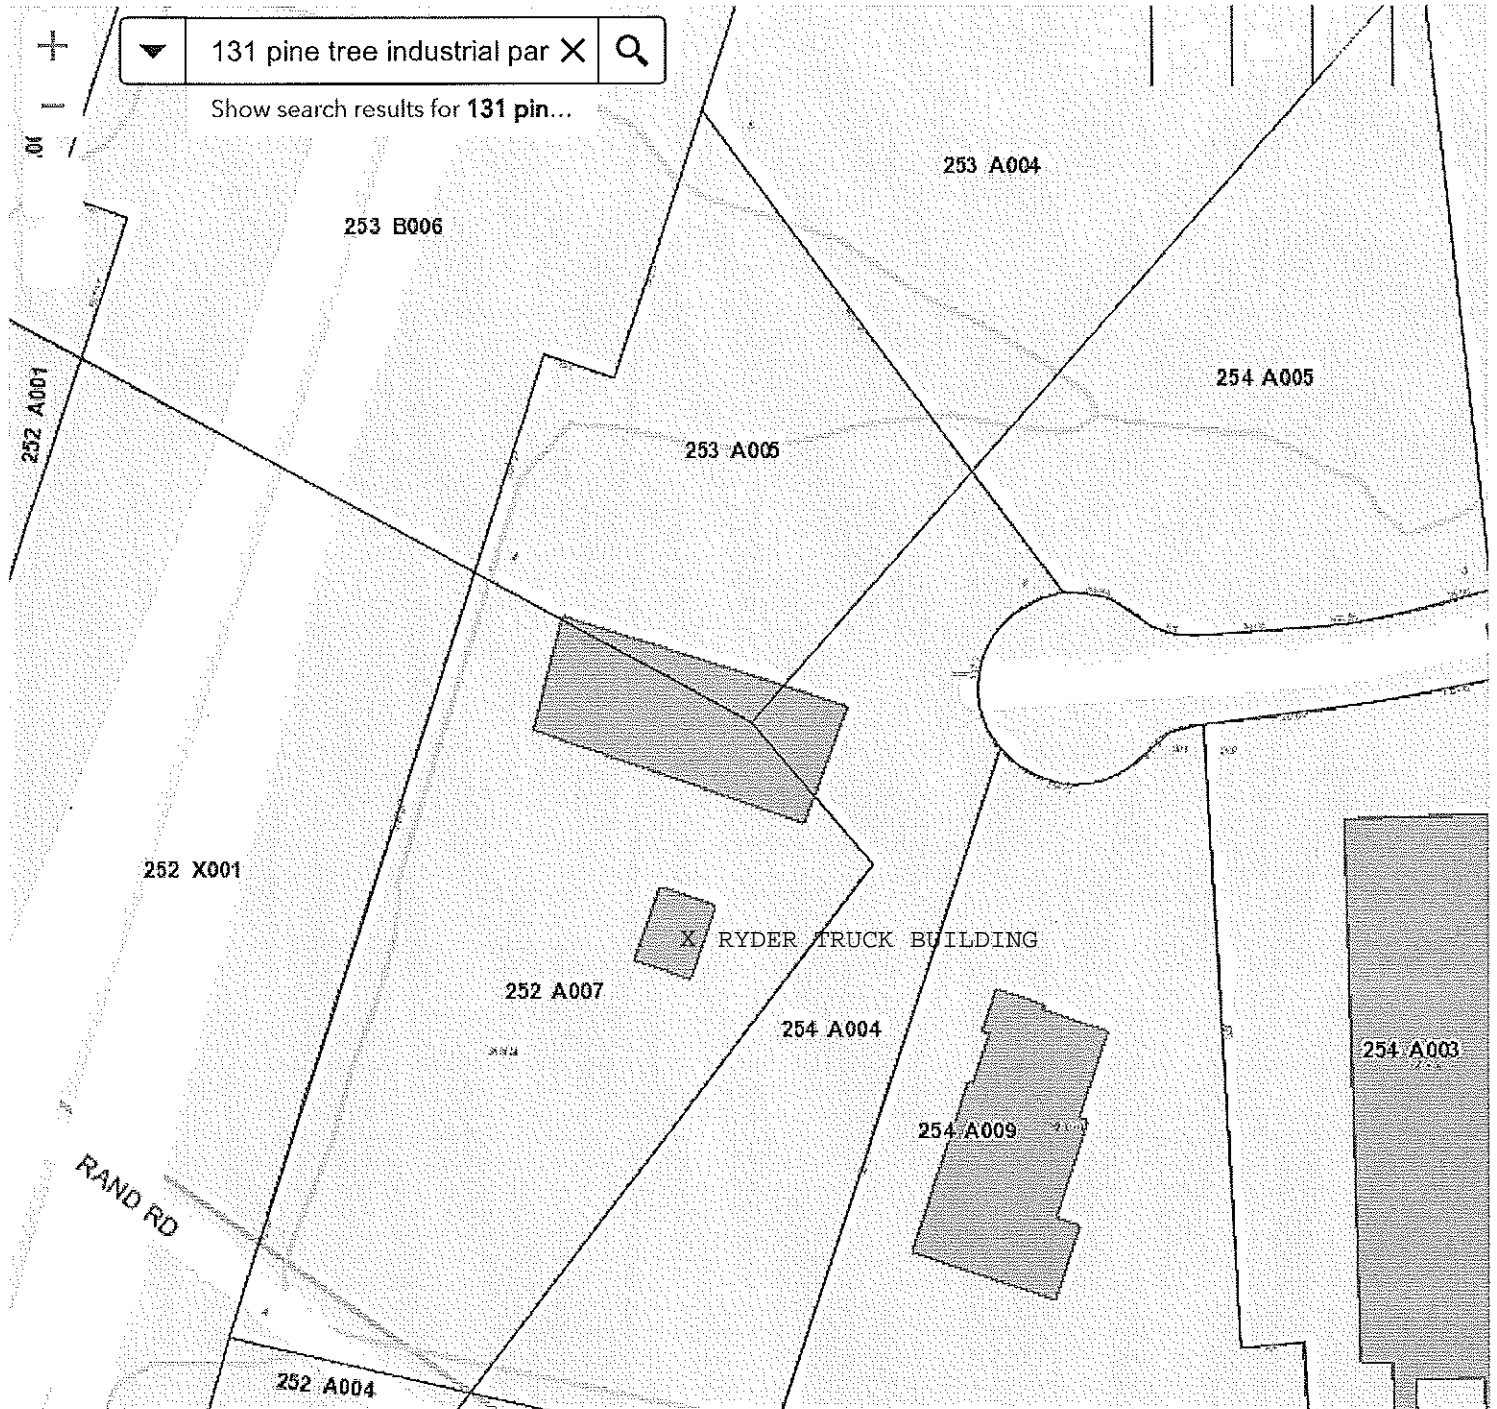 131 pine tree industrial par
Show search results for 131 pin...
253 A004
253 B006
252 A001
254 A005
253 A005
252 X001
RYDER TRUCK BUILDING
X
252 A007
254 A004
254 A003
254 A009
RAND RD
252 A004